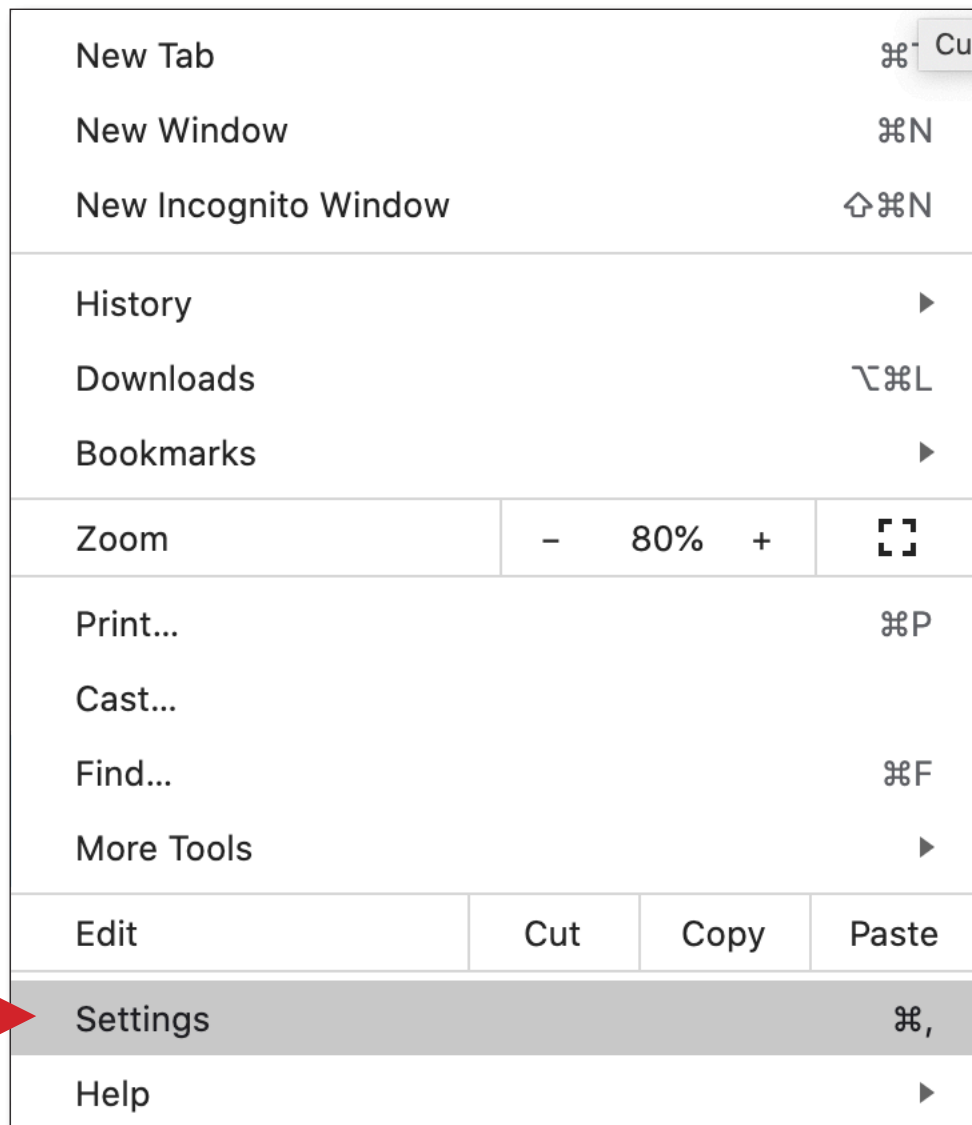 New Tab ⌘
Cu
New Window ⌘N
New Incognito Window ⇧⌘N
History
Downloads ⌥⌘L
Bookmarks
Zoom - 80% +
Print... ⌘P
Cast...
Find... ⌘F
More Tools
Edit Cut Copy Paste
Settings ⌘,
Help